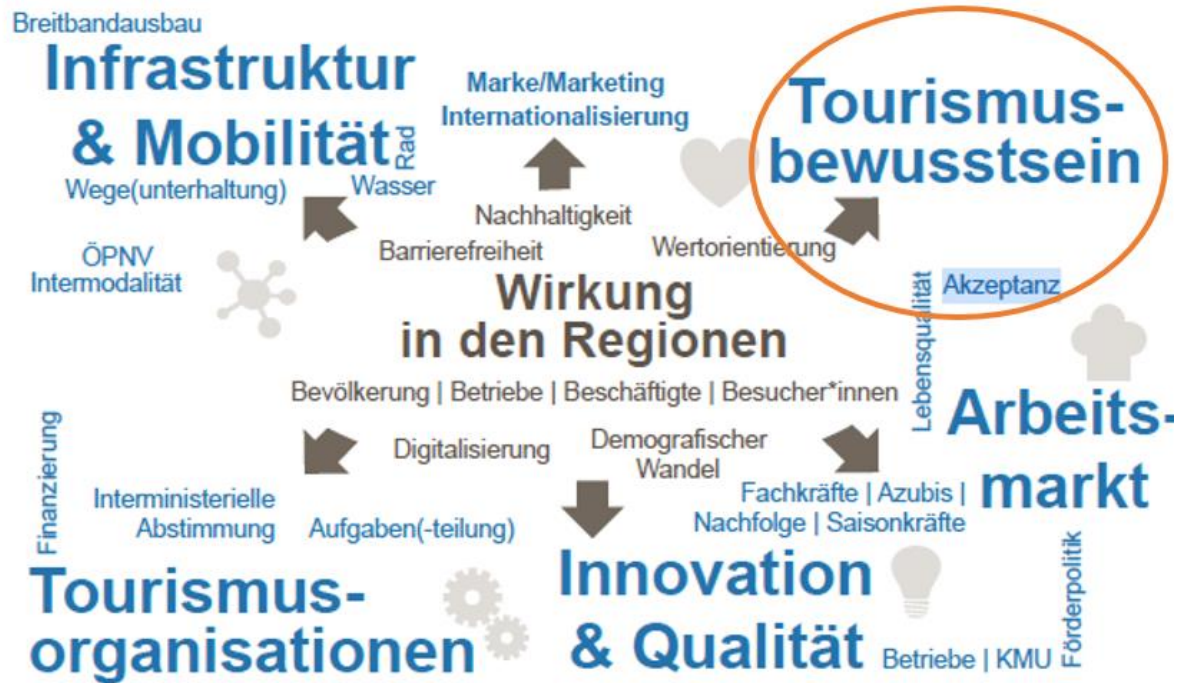 Breitbandausbau
Infrastruktur
& Mobilität
Rad
Wege(unterhaltung)
Wasser
ÖPNV
Intermodalität
Marke/Marketing
Internationalisierung
Tourismus-
bewusstsein
Nachhaltigkeit
Barrierefreiheit
Wertorientierung
Wirkung
in den Regionen
Bevölkerung | Betriebe | Beschäftigte | Besucher*innen
Digitalisierung
Demografischer
Wandel
Lebensqualität
Akzeptanz
Arbeits-
markt
Fachkräfte | Azubis |
Nachfolge | Saisonkräfte
Finanzierung
Interministerielle
Abstimmung
Aufgaben(-teilung)
Tourismus-
organisationen
Innovation
& Qualität
Betriebe | KMU
Förderpolitik